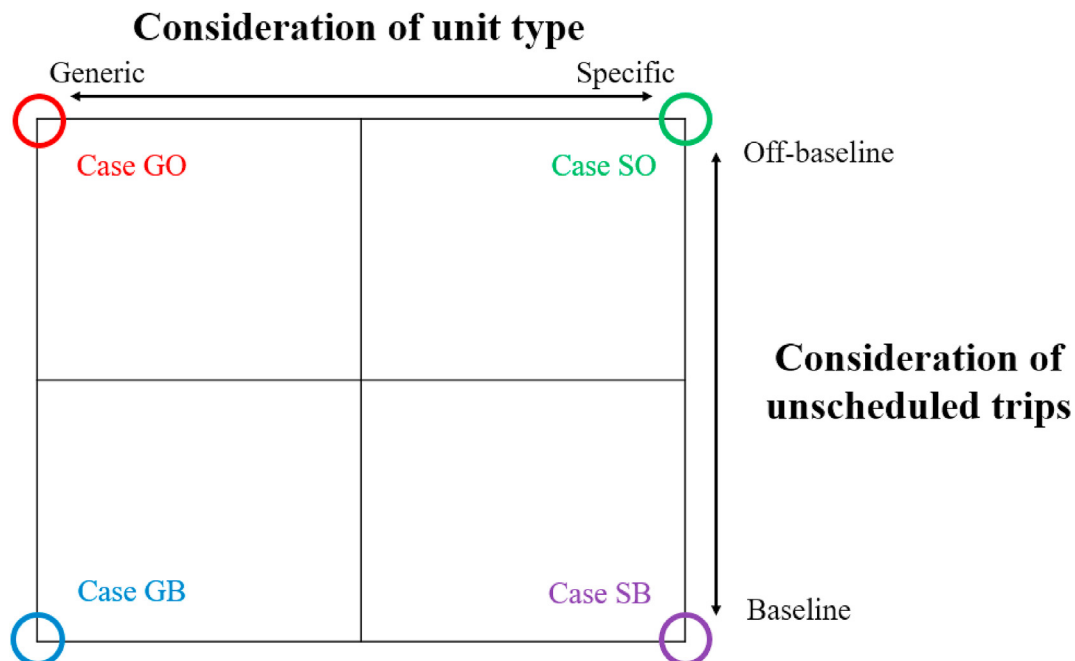 Consideration of unit type
Generic
Specific
Case GO
Case SO
Off-baseline
Consideration of
unscheduled trips
Case GB
Case SB
Baseline